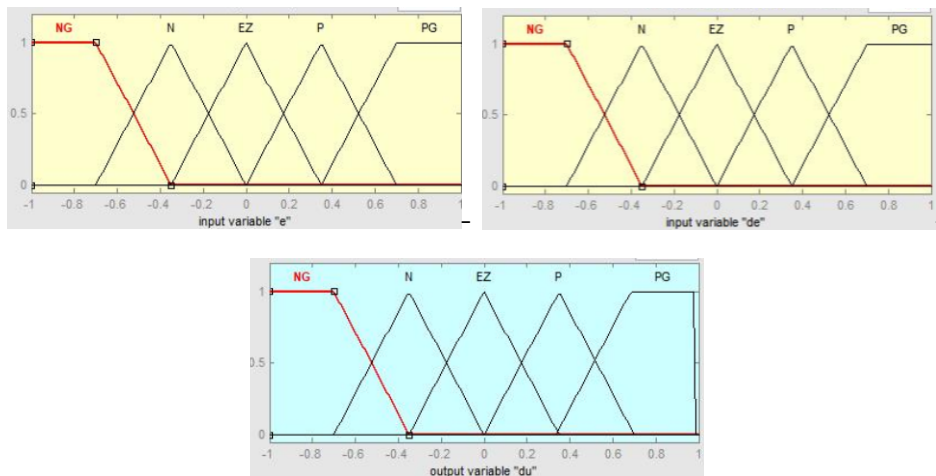 NG N EZ P PG
1
0.5
0
-1 -0.8 -0.6 -0.4 -0.2 0 0.2 0.4 0.6 0.8 1
input variable "e"
NG N EZ P PG
1
0.5
0
-1 -0.8 -0.6 -0.4 -0.2 0 0.2 0.4 0.6 0.8 1
input variable "de"
NG N EZ P PG
1
0.5
0
-1 -0.8 -0.6 -0.4 -0.2 0 0.2 0.4 0.6 0.8 1
output variable "du"